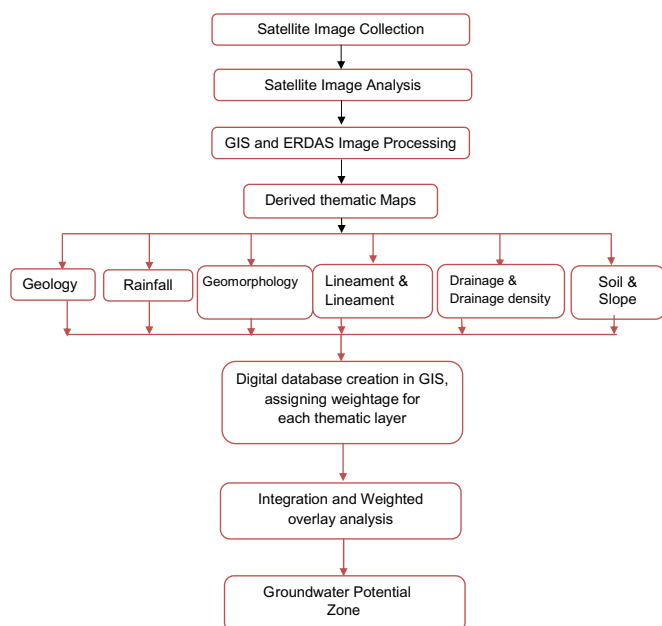 Satellite Image Collection
Satellite Image Analysis
GIS and ERDAS Image Processing
Derived thematic Maps
Geology
Rainfall
Geomorphology
Lineament &
Lineament
Drainage &
Drainage density
Soil &
Slope
Digital database creation in GIS,
assigning weightage for
each thematic layer
Integration and Weighted
overlay analysis
Groundwater Potential
Zone